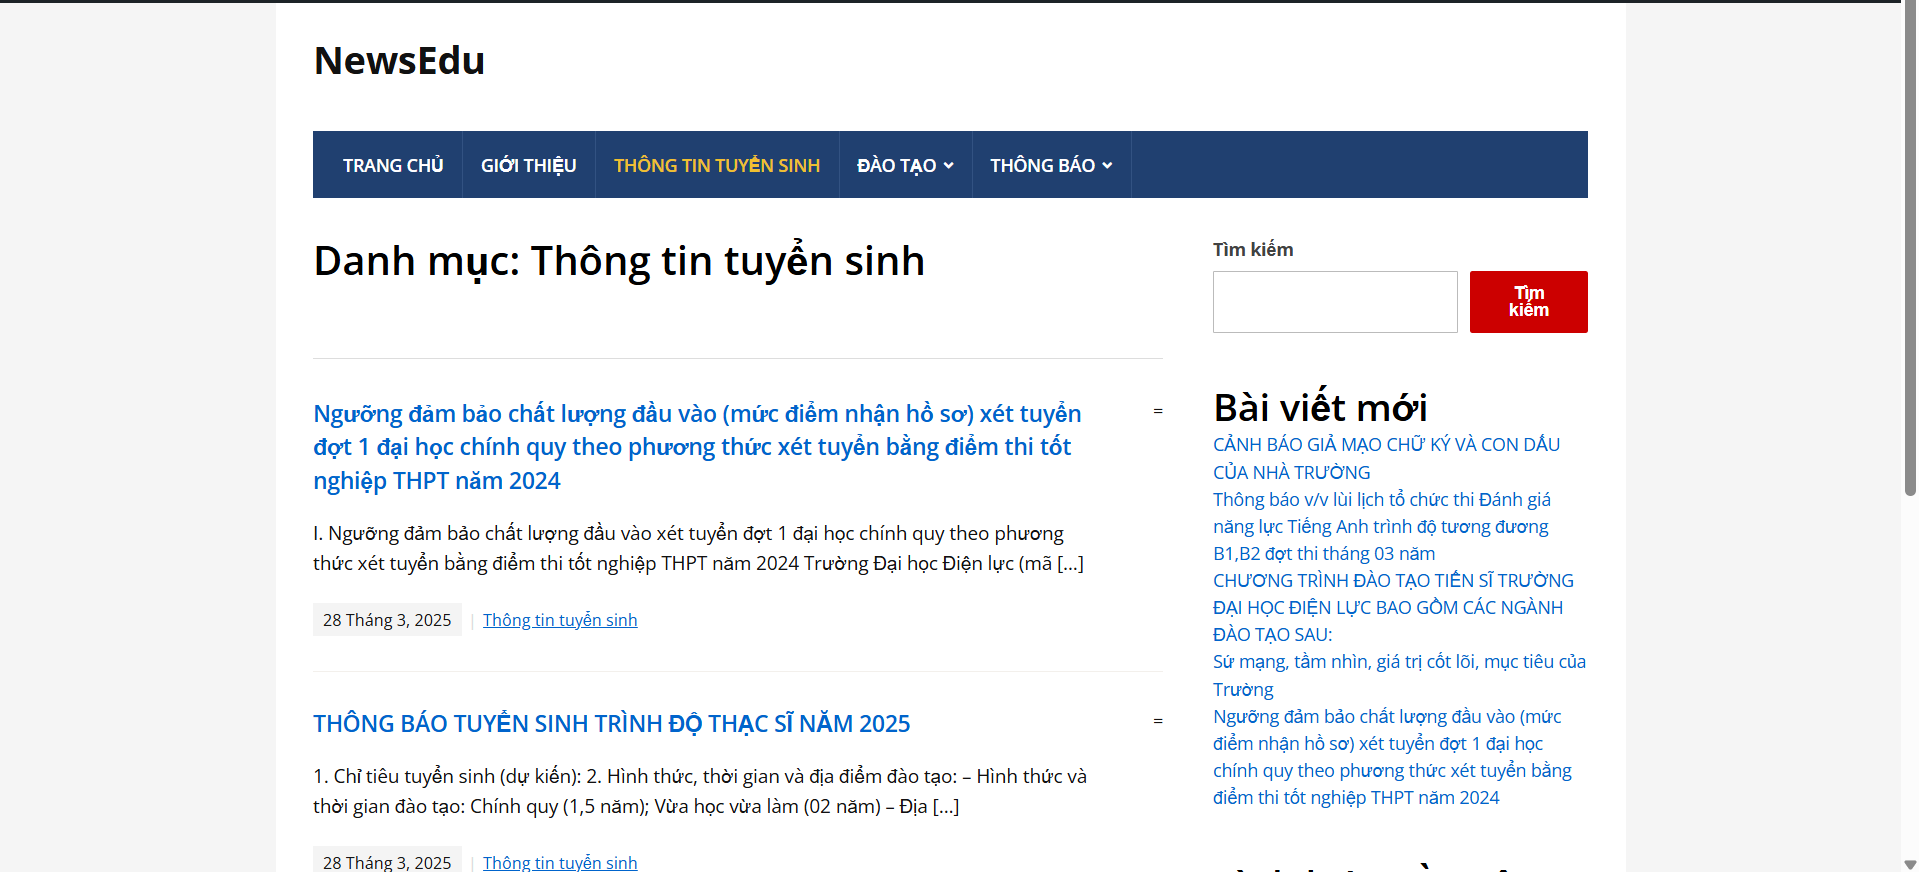 NewsEdu
TRANG CHỦ
GIỚI THIỆU
THÔNG TIN TUYỂN SINH
ĐÀO TẠO
THÔNG BÁO
Danh mục: Thông tin tuyển sinh
Ngưỡng đảm bảo chất lượng đầu vào (mức điểm nhận hồ sơ) xét tuyển
đợt 1 đại học chính quy theo phương thức xét tuyển bằng điểm thi tốt
nghiệp THPT năm 2024
I. Ngưỡng đảm bảo chất lượng đầu vào xét tuyển đợt 1 đại học chính quy theo phương
thức xét tuyển bằng điểm thi tốt nghiệp THPT năm 2024 Trường Đại học Điện lực (mã [...]
28 Tháng 3, 2025 | Thông tin tuyển sinh
THÔNG BÁO TUYỂN SINH TRÌNH ĐỘ THẠC SĨ NĂM 2025
1. Chỉ tiêu tuyển sinh (dự kiến): 2. Hình thức, thời gian và địa điểm đào tạo: – Hình thức và
thời gian đào tạo: Chính quy (1,5 năm); Vừa học vừa làm (02 năm) – Địa [...]
28 Tháng 3, 2025 | Thông tin tuyển sinh
Tìm kiếm
Tìm
kiếm
Bài viết mới
CẢNH BÁO GIẢ MẠO CHỮ KÝ VÀ CON DẤU
CỦA NHÀ TRƯỜNG
Thông báo v/v lùi lịch tổ chức thi Đánh giá
năng lực Tiếng Anh trình độ tương đương
B1,B2 đợt thi tháng 03 năm
CHƯƠNG TRÌNH ĐÀO TẠO TIẾN SĨ TRƯỜNG
ĐẠI HỌC ĐIỆN LỰC BAO GỒM CÁC NGÀNH
ĐÀO TẠO SAU:
Sứ mạng, tầm nhìn, giá trị cốt lõi, mục tiêu của
Trường
Ngưỡng đảm bảo chất lượng đầu vào (mức
điểm nhận hồ sơ) xét tuyển đợt 1 đại học
chính quy theo phương thức xét tuyển bằng
điểm thi tốt nghiệp THPT năm 2024